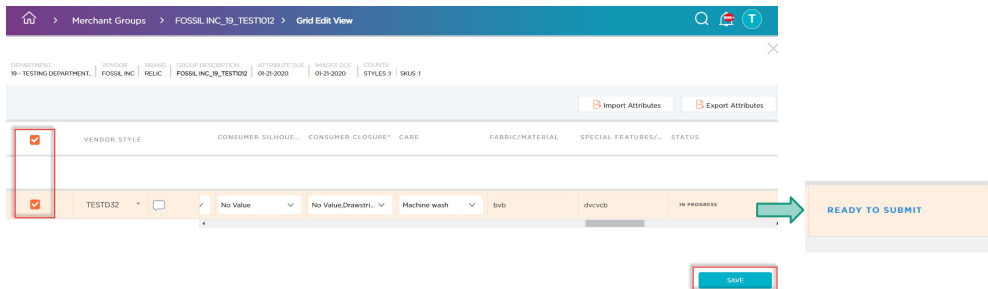 > Merchant Groups > FOSSIL INC_19_TEST1012 > Grid Edit View
T
DEPARTMENT VENDOR BRAND GROUP DESCRIPTION ATTRIBUTE DUE IMAGES DUE COUNTS
19 - TESTING DEPARTMENT, FOSSIL INC RELIC FOSSIL INC_19_TEST1012 01-21-2020 01-21-2020 STYLES :1 SKUS :1
Import Attributes Export Attributes
VENDOR STYLE CONSUMER SILHOUE... CONSUMER CLOSURE* CARE FABRIC/MATERIAL SPECIAL FEATURES/... STATUS
TESTD32 No Value No Value,Drawstri... Machine wash bvb dvcvcb IN PROGRESS
READY TO SUBMIT
SAVE